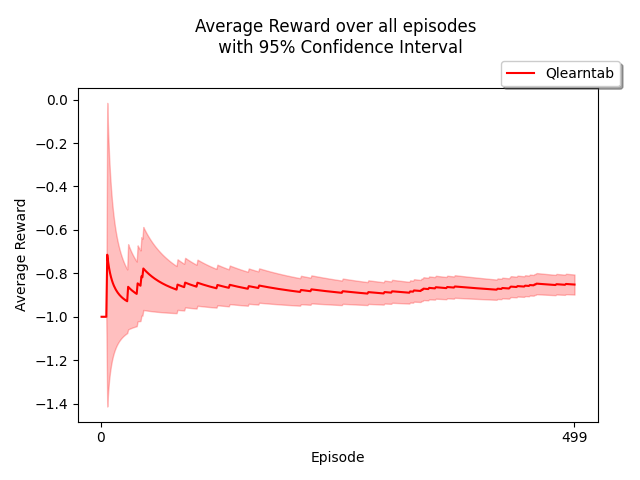 Average Reward over all episodes
with 95% Confidence Interval
Qlearntab
0.0
−0.2
−0.4
−0.6
−0.8
−1.0
−1.2
−1.4
Average Reward
0
499
Episode